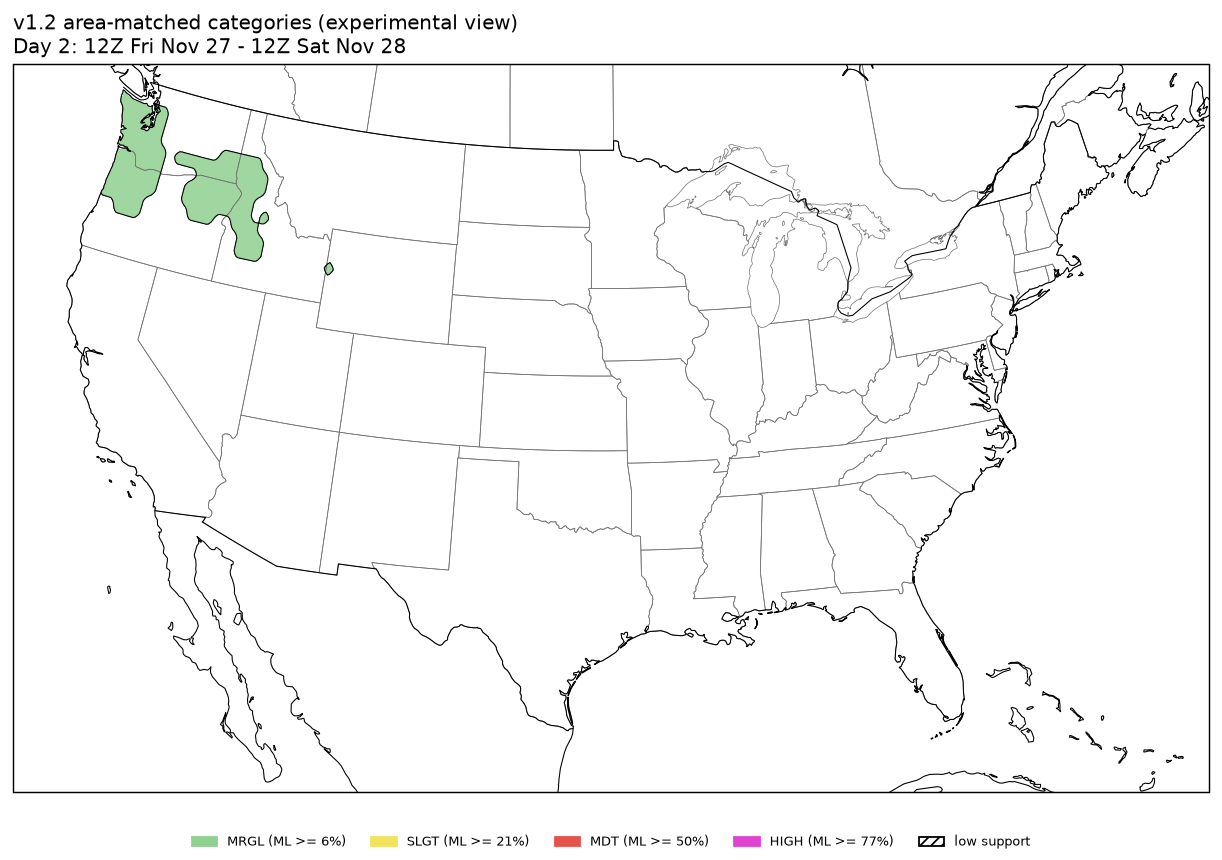 v1.2 area-matched categories (experimental view)
Day 2: 12Z Fri Nov 27 - 12Z Sat Nov 28
MRGL (ML >= 6%) SLGT (ML >= 21%) MDT (ML >= 50%) HIGH (ML >= 77%) low support